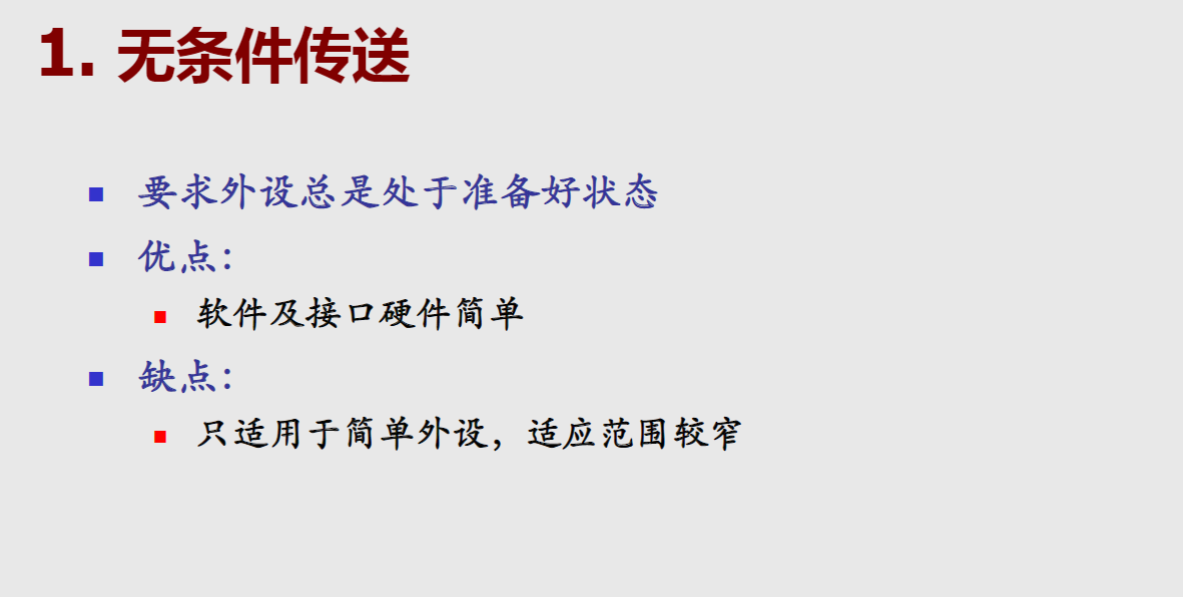 1. 无条件传送
要求外设总是处于准备好状态
优点：
软件及接口硬件简单
缺点：
只适用于简单外设，适应范围较窄